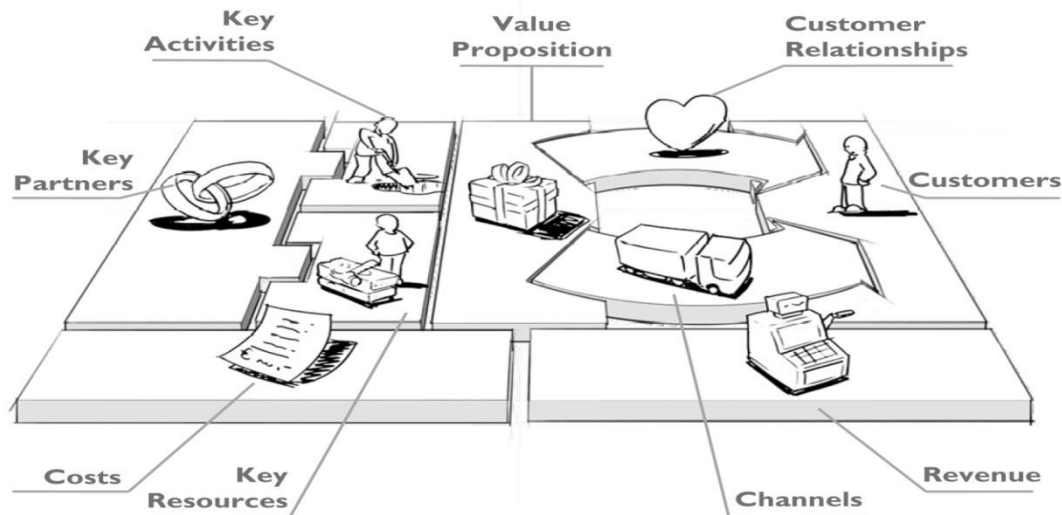 Key
Activities
Value
Proposition
Customer
Relationships
Key
Partners
Customers
Costs
Key
Resources
Channels
Revenue